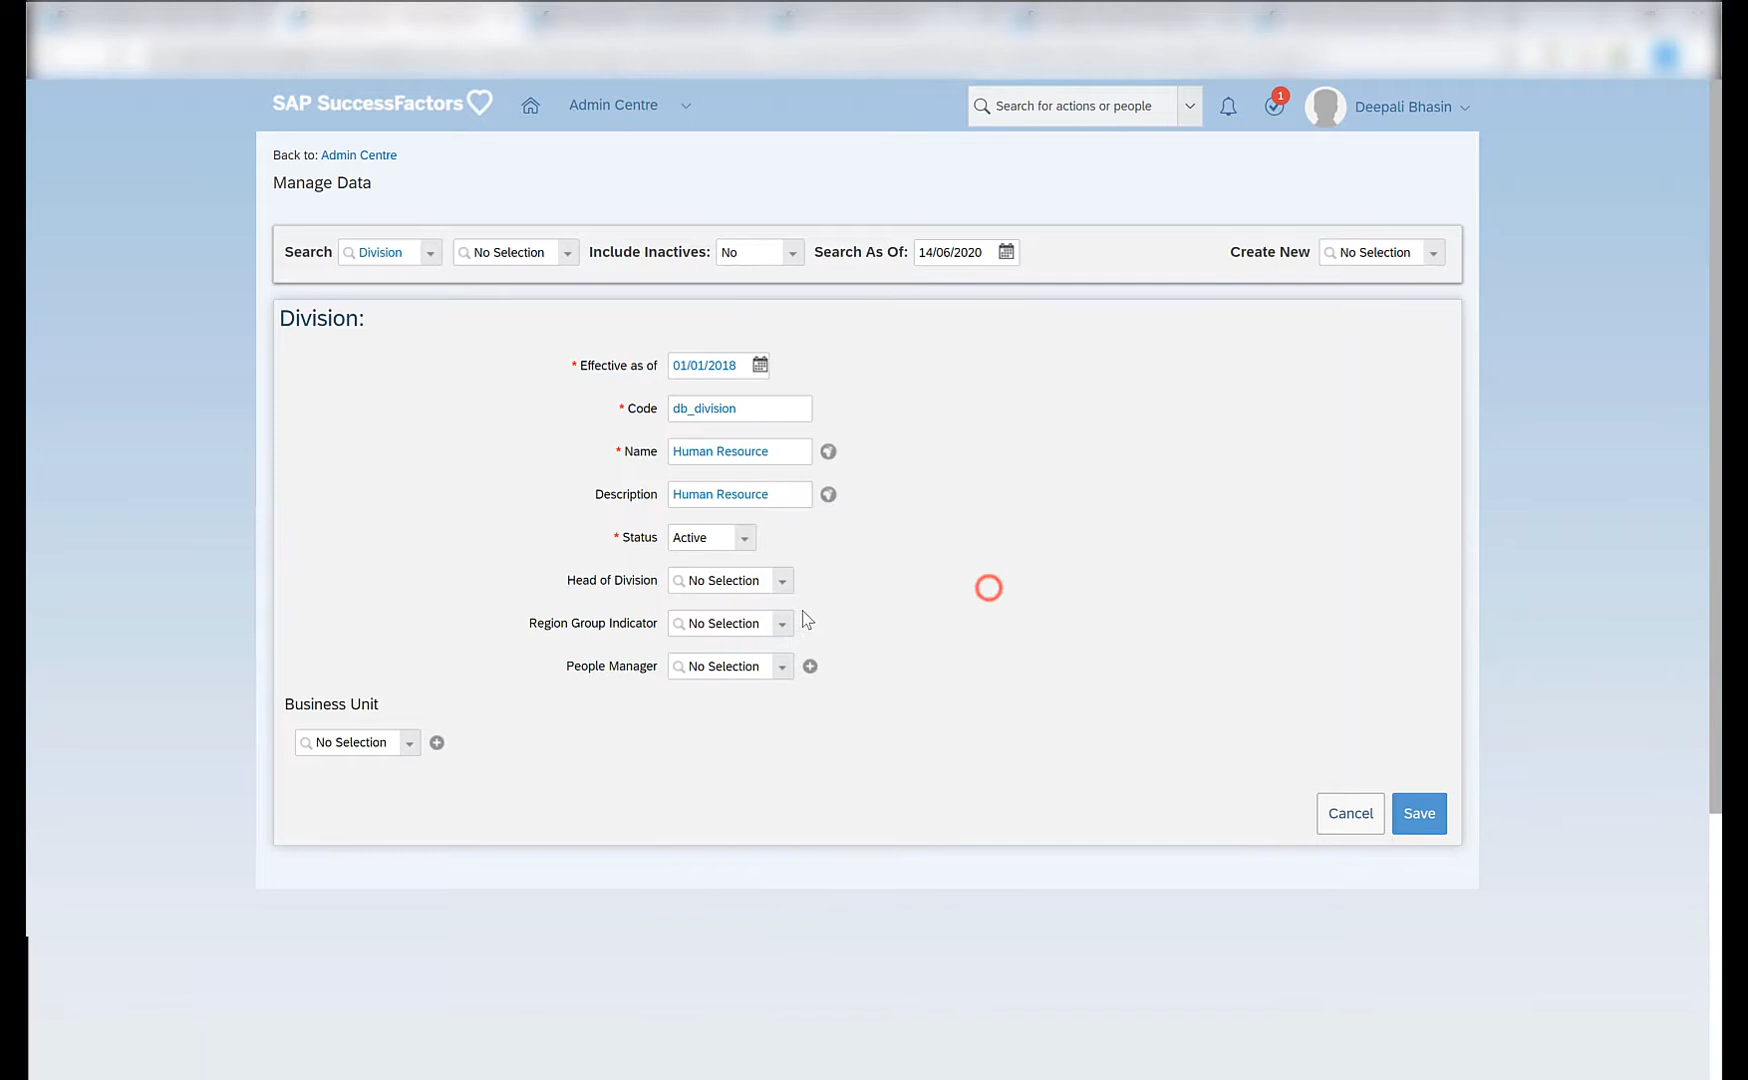 SAP SuccessFactors Admin Centre Search for actions or people 1 Deepali Bhasin
Back to: Admin Centre
Manage Data
Search Division No Selection Include Inactives: No Search As Of: 14/06/2020 Create New No Selection
Division:
* Effective as of 01/01/2018
* Code db_division
* Name Human Resource
Description Human Resource
* Status Active
Head of Division No Selection
Region Group Indicator No Selection
People Manager No Selection
Business Unit
No Selection
Cancel Save